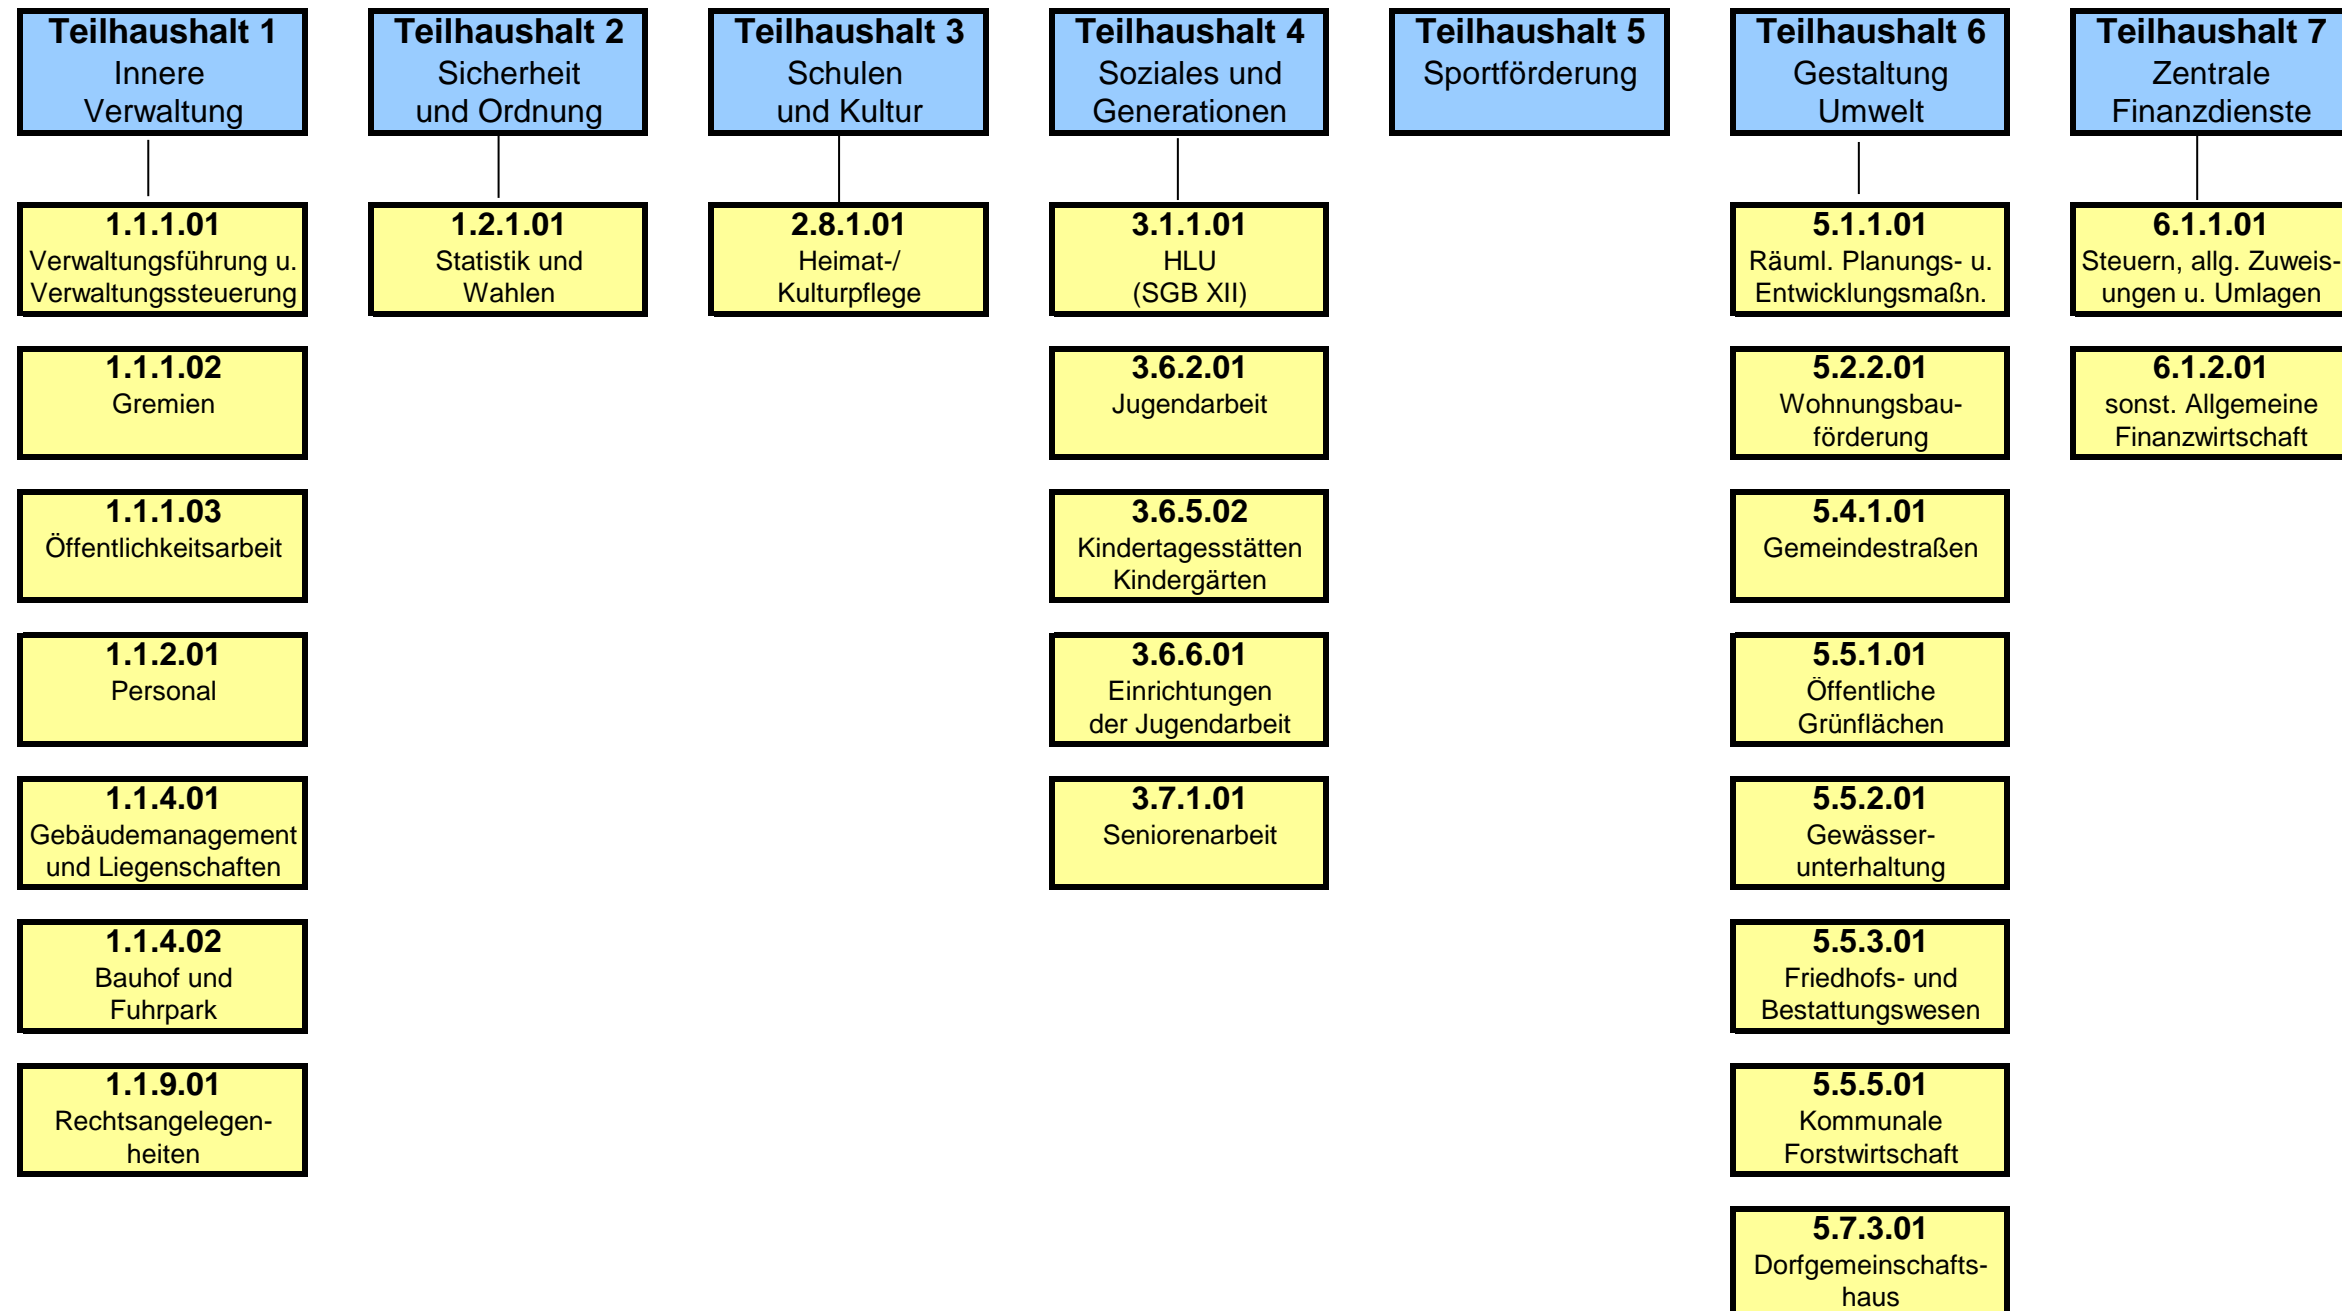 Teilhaushalt 1
Innere
Verwaltung
1.1.1.01
Verwaltungsführung u.
Verwaltungssteuerung
1.1.1.02
Gremien
1.1.1.03
Öffentlichkeitsarbeit
1.1.2.01
Personal
1.1.4.01
Gebäudemanagement
und Liegenschaften
1.1.4.02
Bauhof und
Fuhrpark
1.1.9.01
Rechtsangelegen-
heiten
Teilhaushalt 2
Sicherheit
und Ordnung
1.2.1.01
Statistik und
Wahlen
Teilhaushalt 3
Schulen
und Kultur
2.8.1.01
Heimat-/
Kulturpflege
Teilhaushalt 4
Soziales und
Generationen
3.1.1.01
HLU
(SGB XII)
3.6.2.01
Jugendarbeit
3.6.5.02
Kindertagesstätten
Kindergärten
3.6.6.01
Einrichtungen
der Jugendarbeit
3.7.1.01
Seniorenarbeit
Teilhaushalt 5
Sportförderung
Teilhaushalt 6
Gestaltung
Umwelt
5.1.1.01
Räuml. Planungs- u.
Entwicklungsmaßn.
5.2.2.01
Wohnungsbau-
förderung
5.4.1.01
Gemeindestraßen
5.5.1.01
Öffentliche
Grünflächen
5.5.2.01
Gewässer-
unterhaltung
5.5.3.01
Friedhofs- und
Bestattungswesen
5.5.5.01
Kommunale
Forstwirtschaft
5.7.3.01
Dorfgemeinschafts-
haus
Teilhaushalt 7
Zentrale
Finanzdienste
6.1.1.01
Steuern, allg. Zuweis-
ungen u. Umlagen
6.1.2.01
sonst. Allgemeine
Finanzwirtschaft